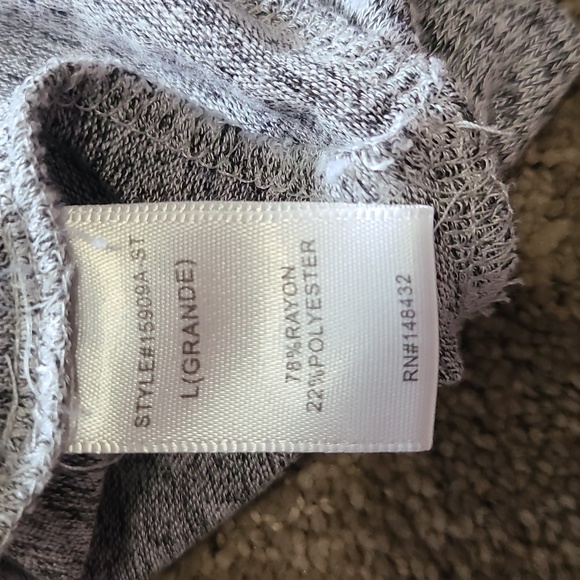 STYLE#15909A-ST
L(GRANDE)
78%RAYON
22%POLYESTER
RN#148432